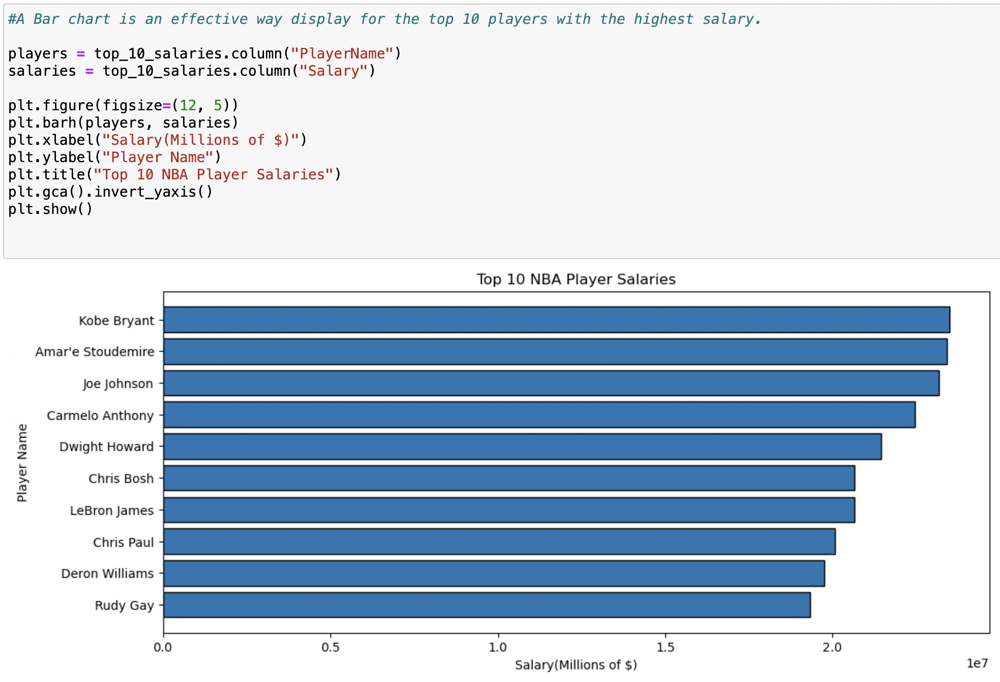 #A Bar chart is an effective way display for the top 10 players with the highest salary.
players = top_10_salaries.column("PlayerName")
salaries = top_10_salaries.column("Salary")
plt.figure(figsize=(12, 5))
plt.barh(players, salaries)
plt.xlabel("Salary(Millions of $)")
plt.ylabel("Player Name")
plt.title("Top 10 NBA Player Salaries")
plt.gca().invert_yaxis()
plt.show()
Top 10 NBA Player Salaries
Player Name
Kobe Bryant
Amar'e Stoudemire
Joe Johnson
Carmelo Anthony
Dwight Howard
Chris Bosh
LeBron James
Chris Paul
Deron Williams
Rudy Gay
0.0 0.5 1.0 1.5 2.0
Salary(Millions of $)
1e7